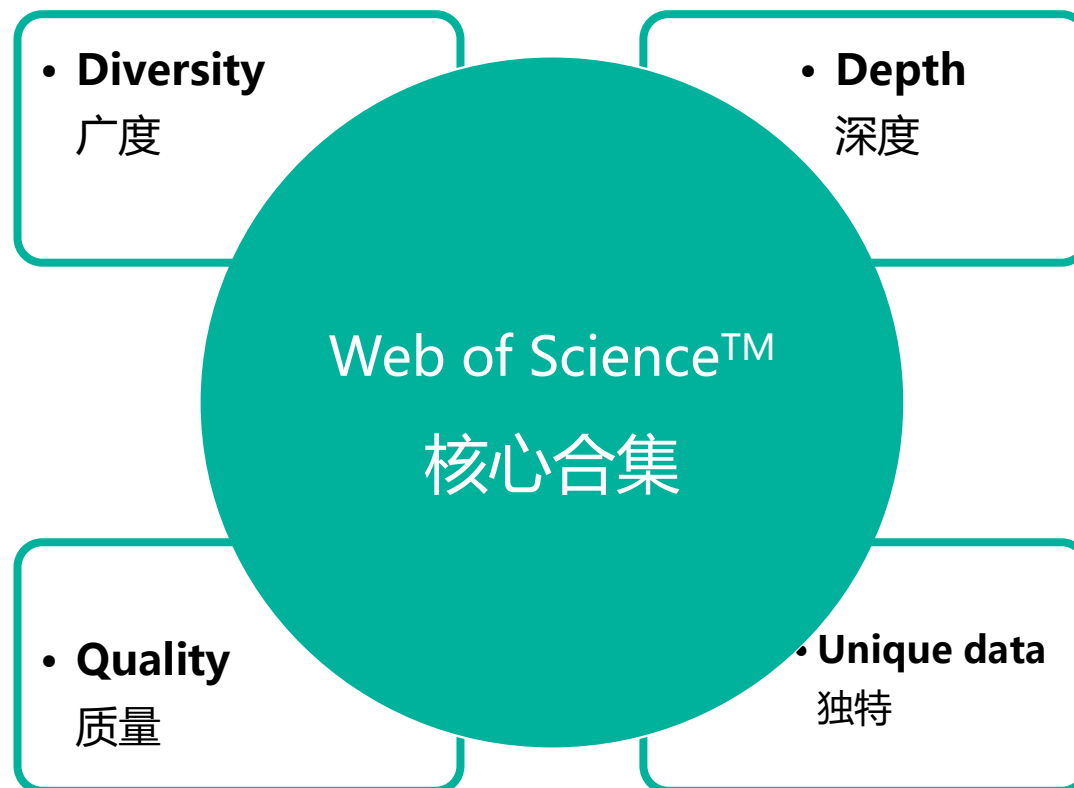 • Diversity
广度
• Depth
深度
Web of Science™
核心合集
• Quality
质量
• Unique data
独特